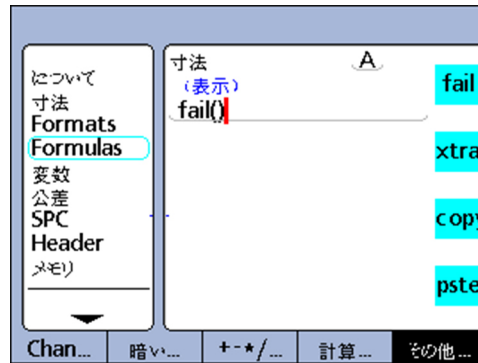 について
寸法
Formats
Formulas
変数
公差
SPC
Header
メモリ
寸法
A
(表示)
fail()
fail
xtra
copy
pste
Chan...
暗い...
+-*/...
計算...
その他...